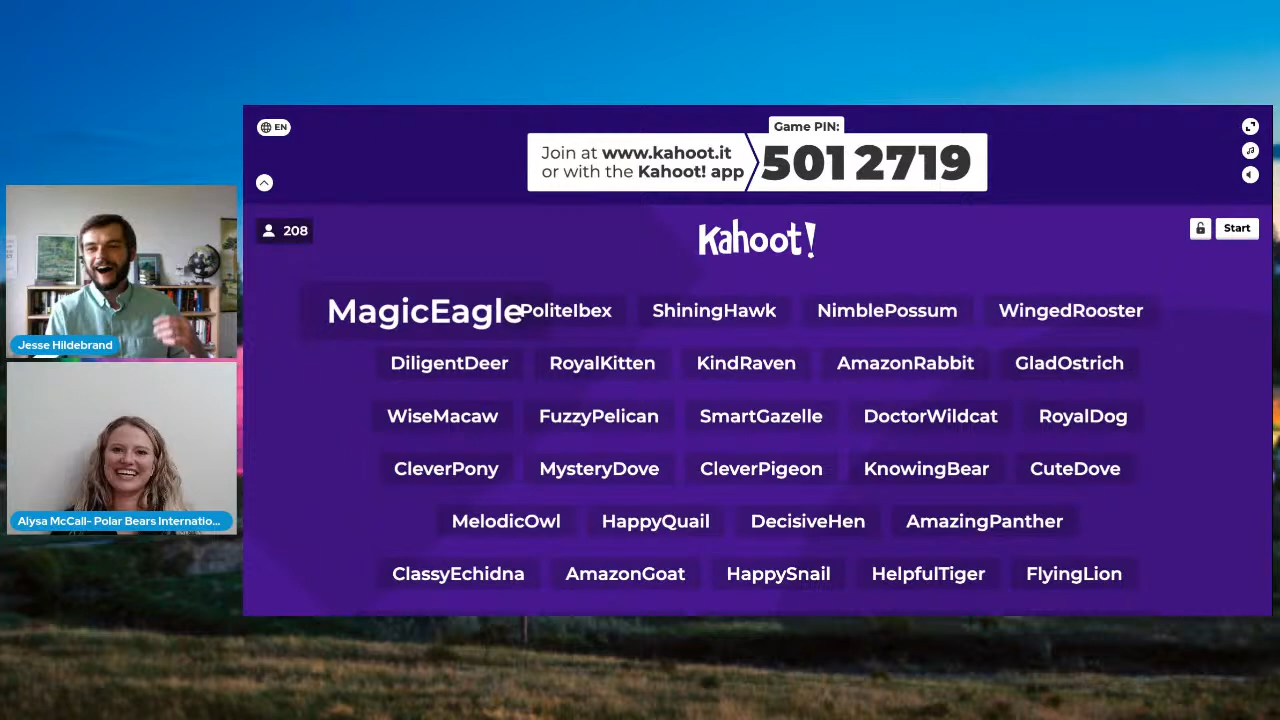 EN
Game PIN:
Join at www.kahoot.it
or with the Kahoot! app
501 2719
208
Kahoot!
Start
MagicEagle PoliteIbex ShiningHawk NimblePossum WingedRooster
DiligentDeer RoyalKitten KindRaven AmazonRabbit GladOstrich
WiseMacaw FuzzyPelican SmartGazelle DoctorWildcat RoyalDog
CleverPony MysteryDove CleverPigeon KnowingBear CuteDove
MelodicOwl HappyQuail DecisiveHen AmazingPanther
ClassyEchidna AmazonGoat HappySnail HelpfulTiger FlyingLion
Jesse Hildebrand
Alysa McCall- Polar Bears Internatio...